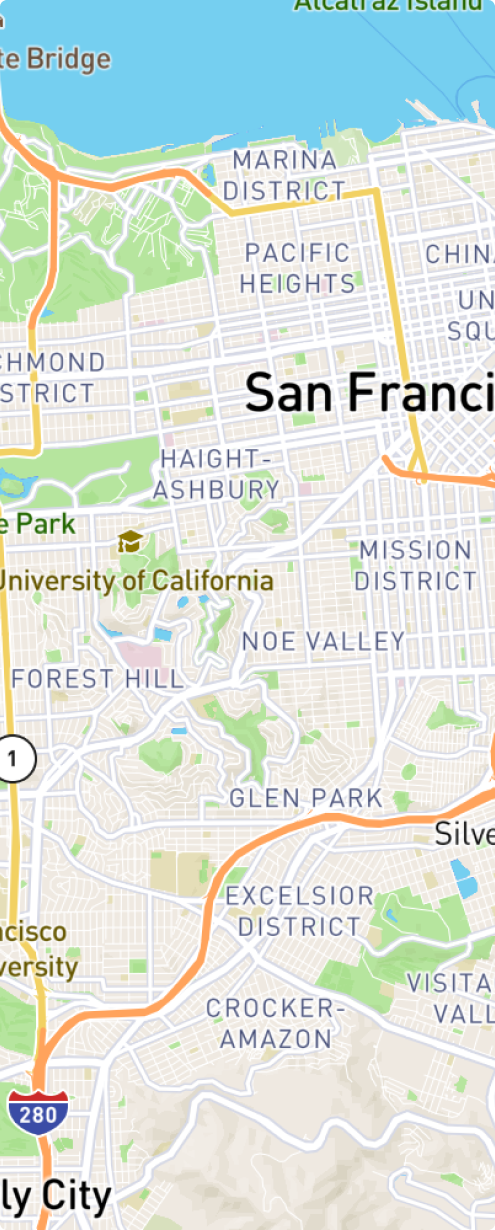 Alcatraz Island
te Bridge
MARINA
DISTRICT
PACIFIC
HEIGHTS
CHINA
UN
SQU
CHMOND
STRICT
San Franci
HAIGHT-
ASHBURY
e Park
MISSION
DISTRICT
University of California
NOE VALLEY
FOREST HILL
1
GLEN PARK
Silve
EXCELSIOR
DISTRICT
ncisco
versity
VISITA
VALL
CROCKER-
AMAZON
280
ly City